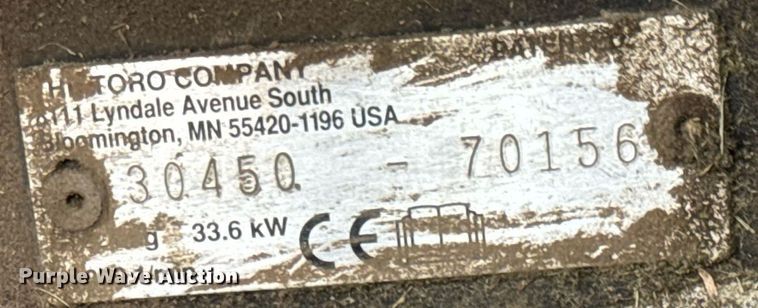 TORO COMPANY
8111 Lyndale Avenue South
Bloomington, MN 55420-1196 USA
30450 - 70156
g 33.6 kW CE
Purple Wave Auction